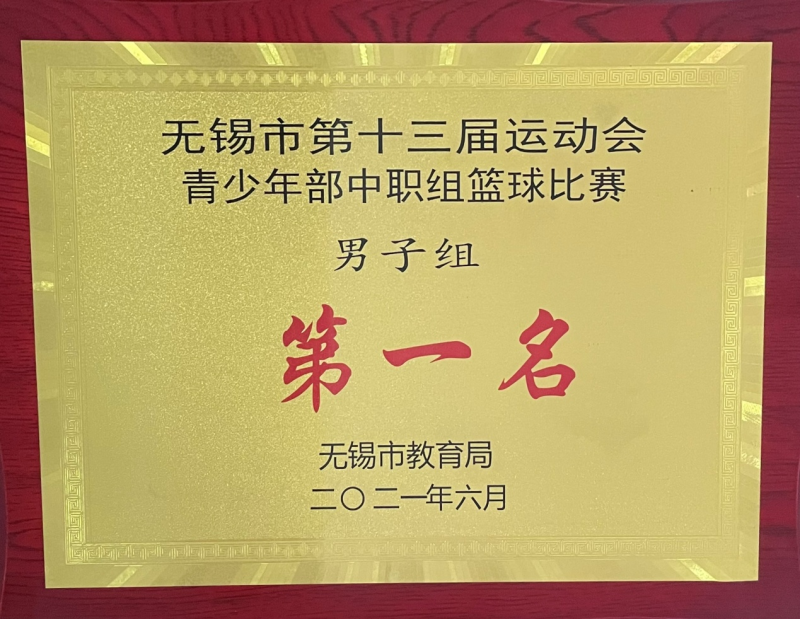 无锡市第十三届运动会
青少年部中职组篮球比赛
男子组
第一名
无锡市教育局
二〇二一年六月